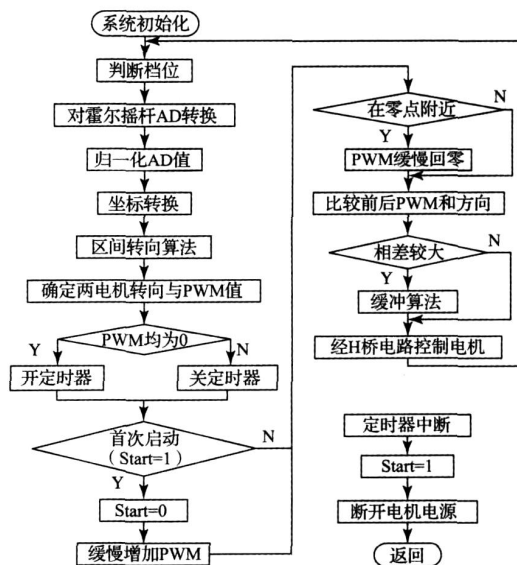 系统初始化
判断档位
对霍尔摇杆AD转换
归一化AD值
坐标转换
区间转向算法
确定两电机转向与PWM值
PWM均为0
Y
N
开定时器
关定时器
首次启动
(Start=1)
N
Y
Start=0
缓慢增加PWM
在零点附近
N
Y
PWM缓慢回零
比较前后PWM和方向
相差较大
N
Y
缓冲算法
经H桥电路控制电机
定时器中断
Start=1
断开电机电源
返回